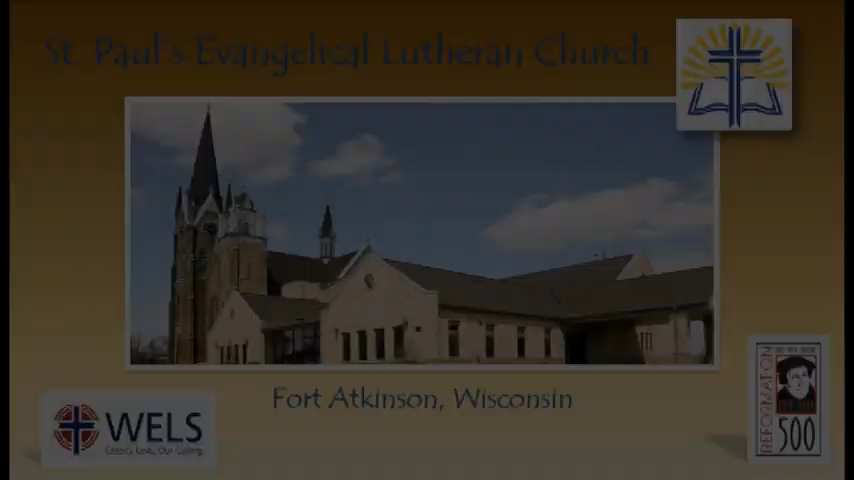 St. Paul's Evangelical Lutheran Church
Fort Atkinson, Wisconsin
WELS
Christ's Love, Our Calling.
REFORMATION
500